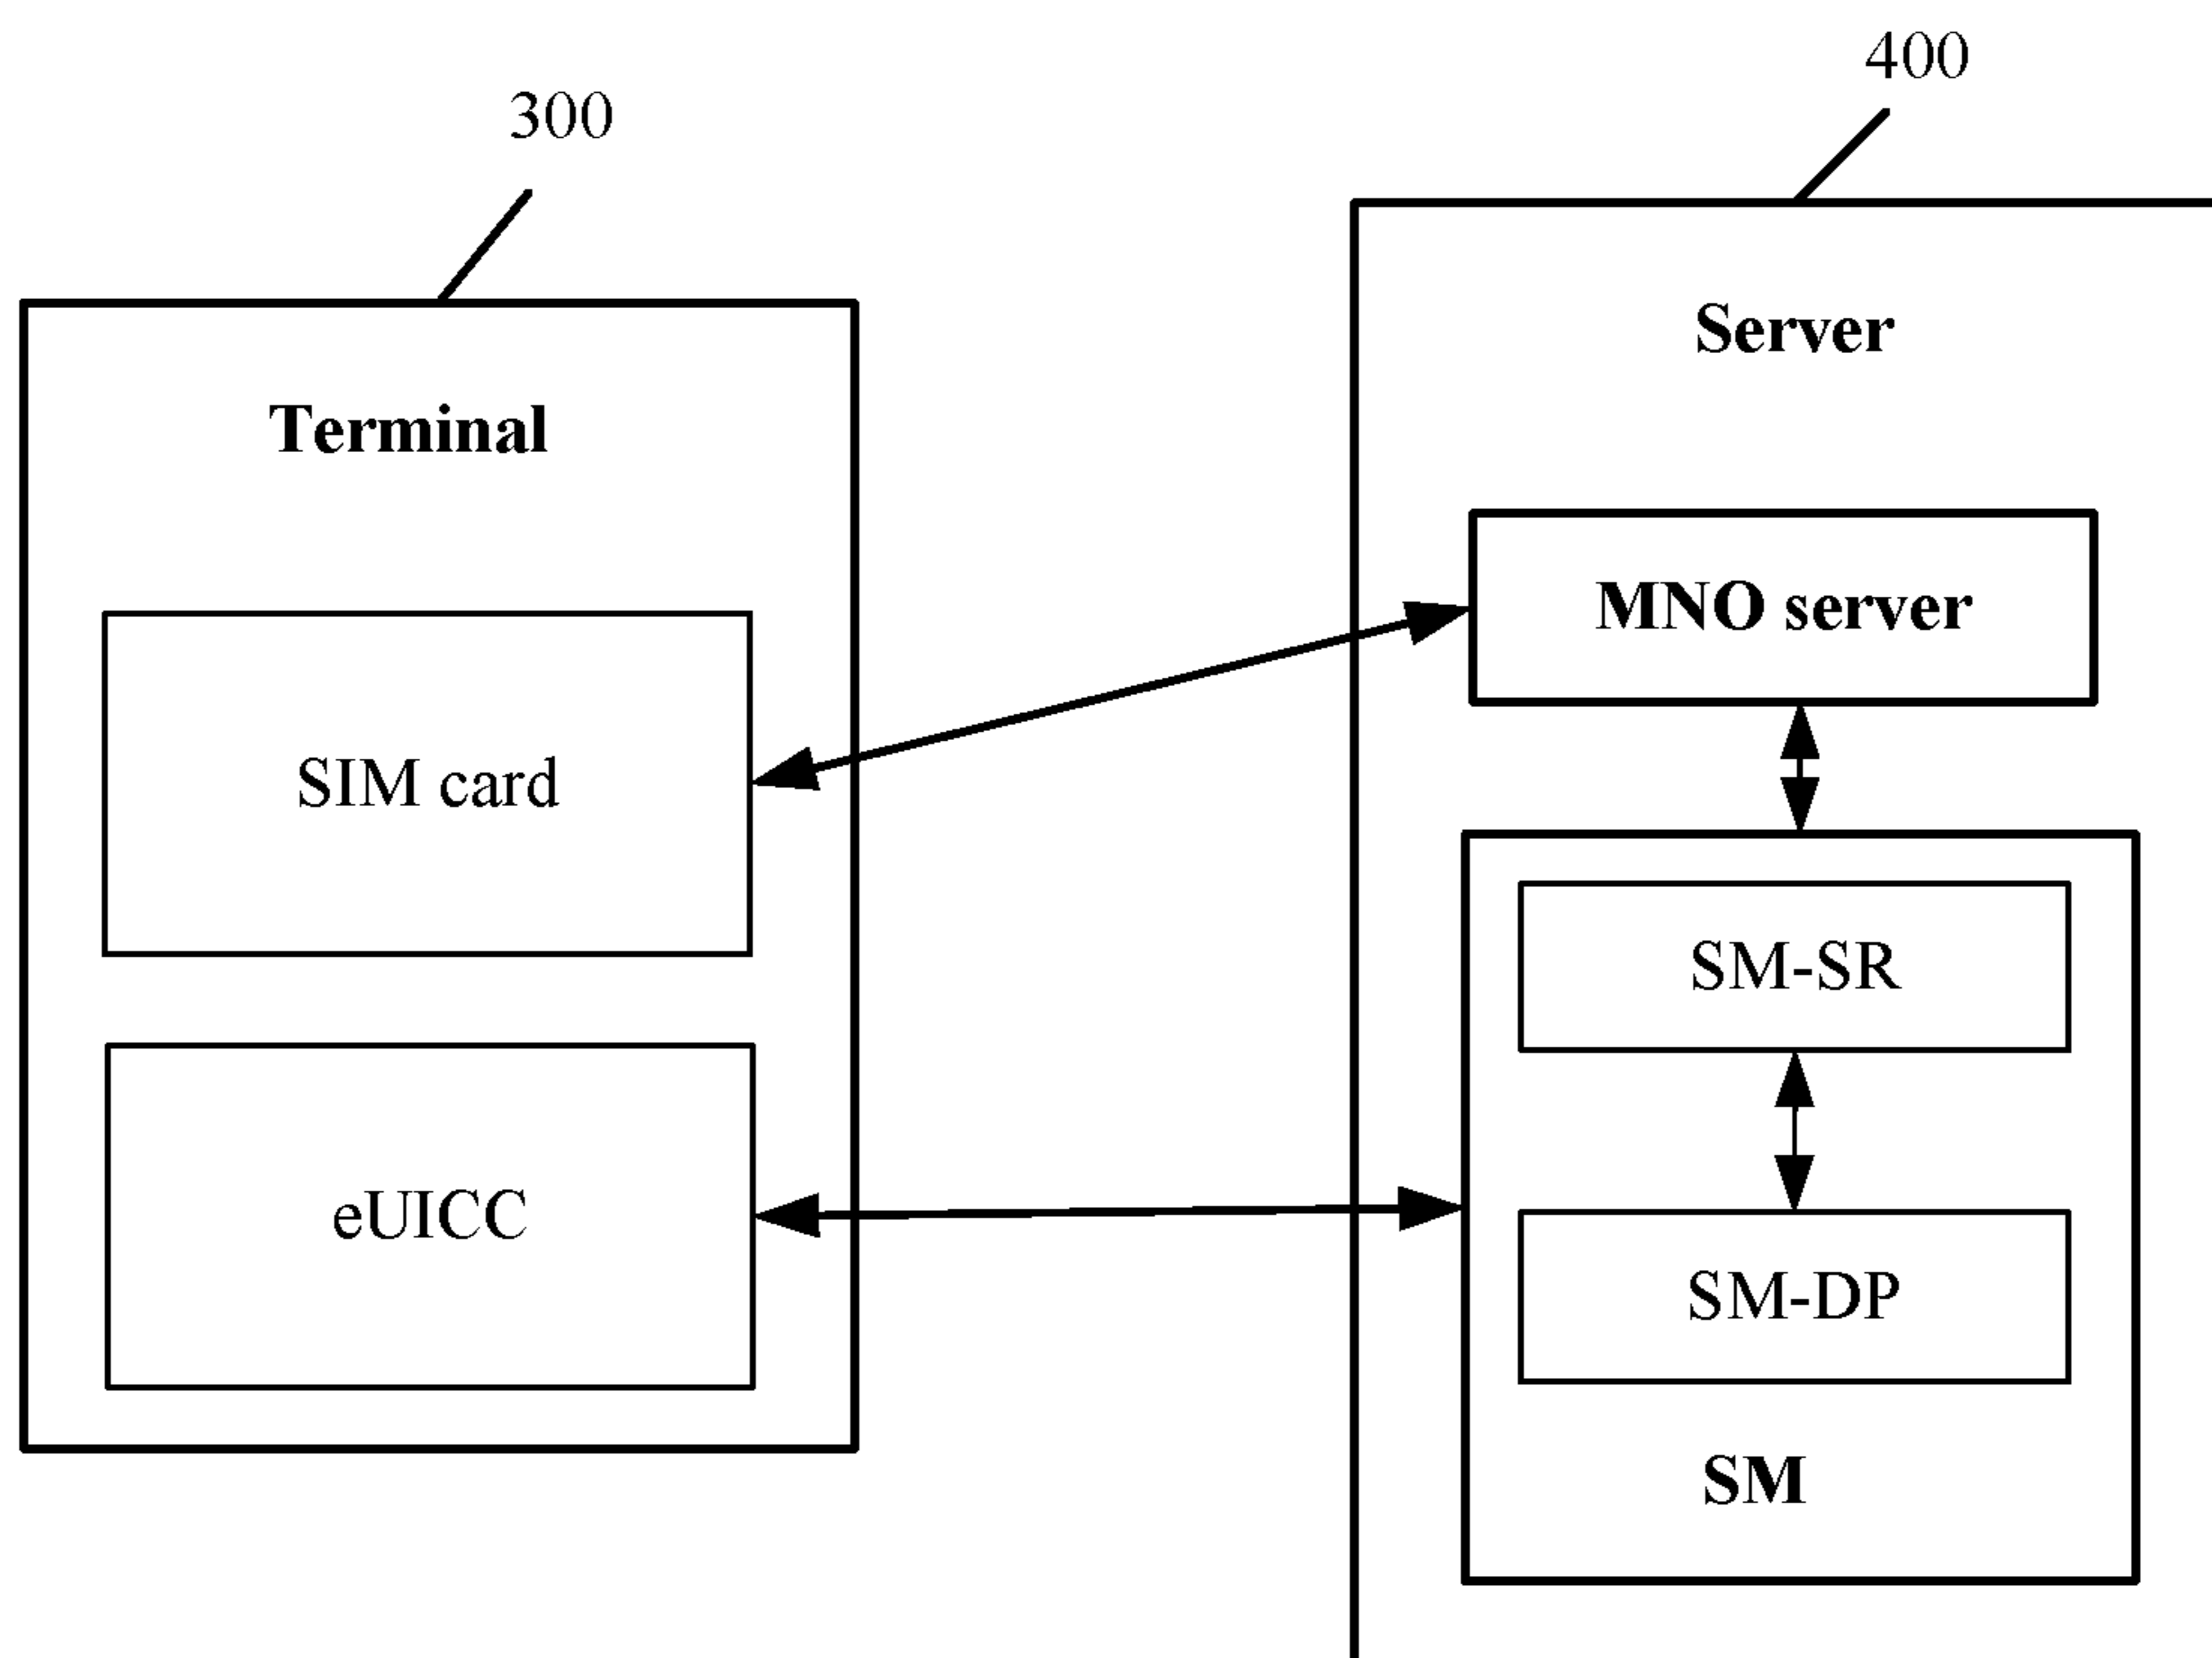 300
Terminal
SIM card
eUICC
400
Server
MNO server
SM-SR
SM-DP
SM